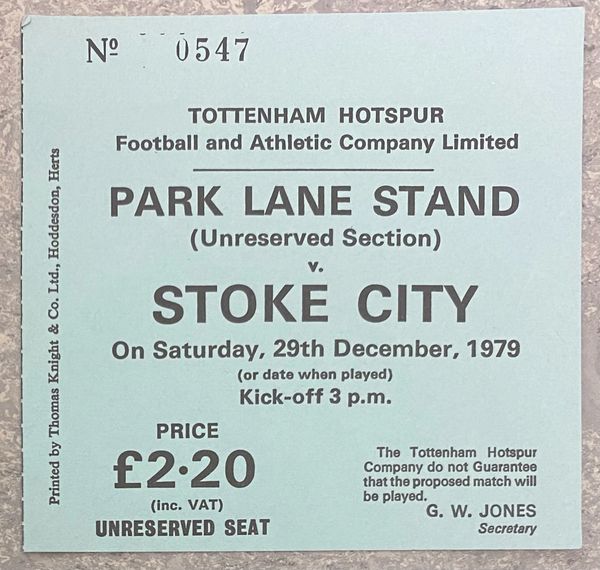 Nº 0547
TOTTENHAM HOTSPUR
Football and Athletic Company Limited
PARK LANE STAND
(Unreserved Section)
v.
STOKE CITY
On Saturday, 29th December, 1979
(or date when played)
Kick-off 3 p.m.
PRICE
£2·20
(inc. VAT)
UNRESERVED SEAT
The Tottenham Hotspur
Company do not Guarantee
that the proposed match will
be played.
G. W. JONES
Secretary
Printed by Thomas Knight & Co. Ltd., Hoddesdon, Herts